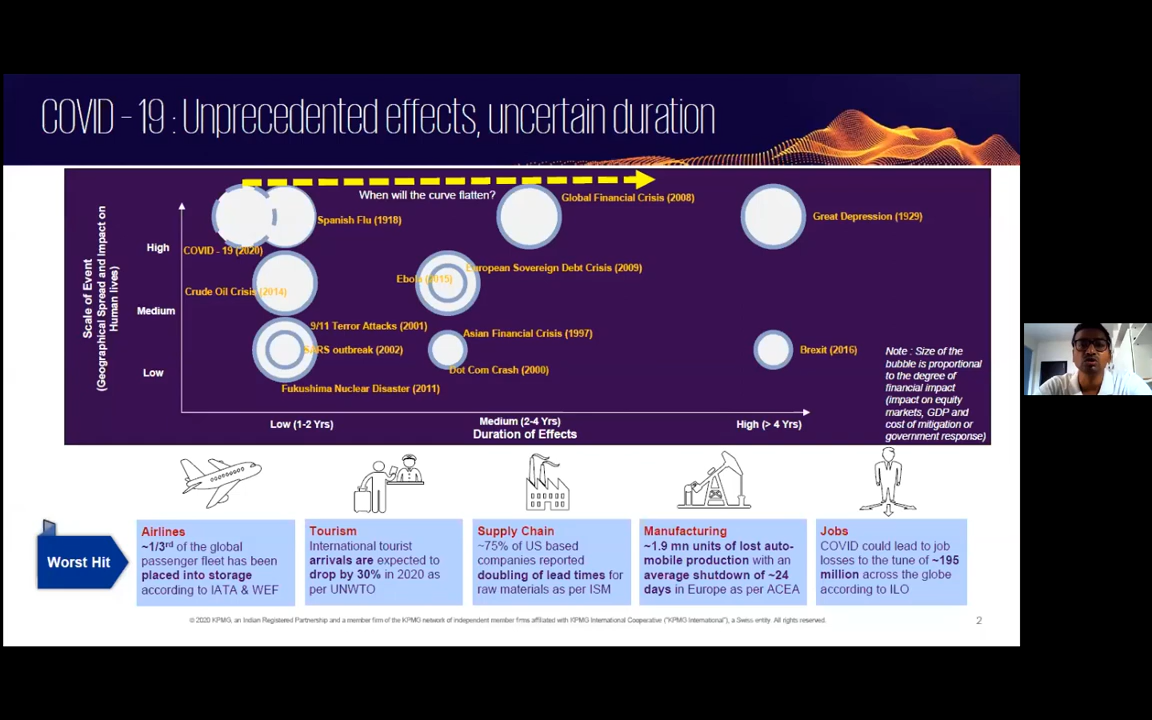 COVID – 19 : Unprecedented effects, uncertain duration
When will the curve flatten?
Scale of Event
(Geographical Spread and Impact on
Human lives)
High
Medium
Low
COVID - 19 (2020)
Spanish Flu (1918)
Global Financial Crisis (2008)
Great Depression (1929)
Crude Oil Crisis (2014)
Ebola (2015)
European Sovereign Debt Crisis (2009)
9/11 Terror Attacks (2001)
SARS outbreak (2002)
Fukushima Nuclear Disaster (2011)
Asian Financial Crisis (1997)
Dot Com Crash (2000)
Brexit (2016)
Note : Size of the
bubble is proportional
to the degree of
financial impact
(impact on equity
markets, GDP and
cost of mitigation or
government response)
Low (1-2 Yrs)
Medium (2-4 Yrs)
High (> 4 Yrs)
Duration of Effects
Worst Hit
Airlines
~1/3rd of the global
passenger fleet has been
placed into storage
according to IATA & WEF
Tourism
International tourist
arrivals are expected to
drop by 30% in 2020 as
per UNWTO
Supply Chain
~75% of US based
companies reported
doubling of lead times for
raw materials as per ISM
Manufacturing
~1.9 mn units of lost auto-
mobile production with an
average shutdown of ~24
days in Europe as per ACEA
Jobs
COVID could lead to job
losses to the tune of ~195
million across the globe
according to ILO
© 2020 KPMG, an Indian Registered Partnership and a member firm of the KPMG network of independent member firms affiliated with KPMG International Cooperative ("KPMG International"), a Swiss entity. All rights reserved.
2